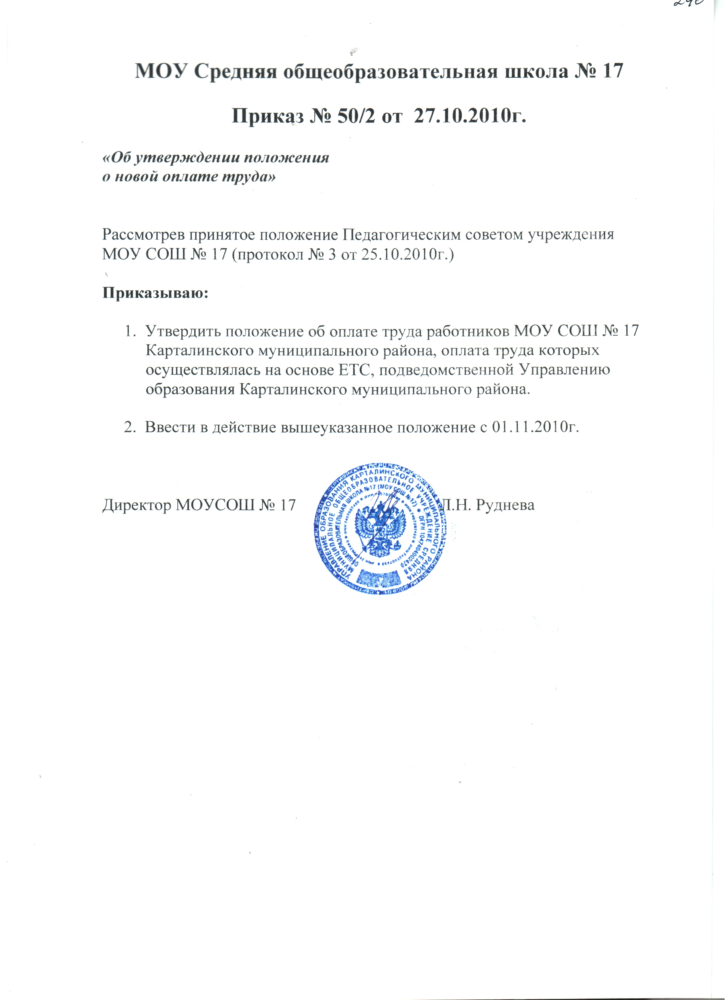 МОУ Средняя общеобразовательная школа № 17
Приказ № 50/2 от 27.10.2010г.
«Об утверждении положения
о новой оплате труда»
Рассмотрев принятое положение Педагогическим советом учреждения
МОУ СОШ № 17 (протокол № 3 от 25.10.2010г.)
Приказываю:
1. Утвердить положение об оплате труда работников МОУ СОШ № 17
Карталинского муниципального района, оплата труда которых
осуществлялась на основе ЕТС, подведомственной Управлению
образования Карталинского муниципального района.
2. Ввести в действие вышеуказанное положение с 01.11.2010г.
Директор МОУСОШ № 17 Л.Н. Руднева
УПРАВЛЕНИЕ ОБРАЗОВАНИЯ КАРТАЛИНСКОГО МУНИЦИПАЛЬНОГО РАЙОНА
МУНИЦИПАЛЬНОЕ ОБЩЕОБРАЗОВАТЕЛЬНОЕ УЧРЕЖДЕНИЕ СРЕДНЯЯ
ОБЩЕОБРАЗОВАТЕЛЬНАЯ ШКОЛА №17 (МОУ СОШ №17) * ОГРН 1047404002470